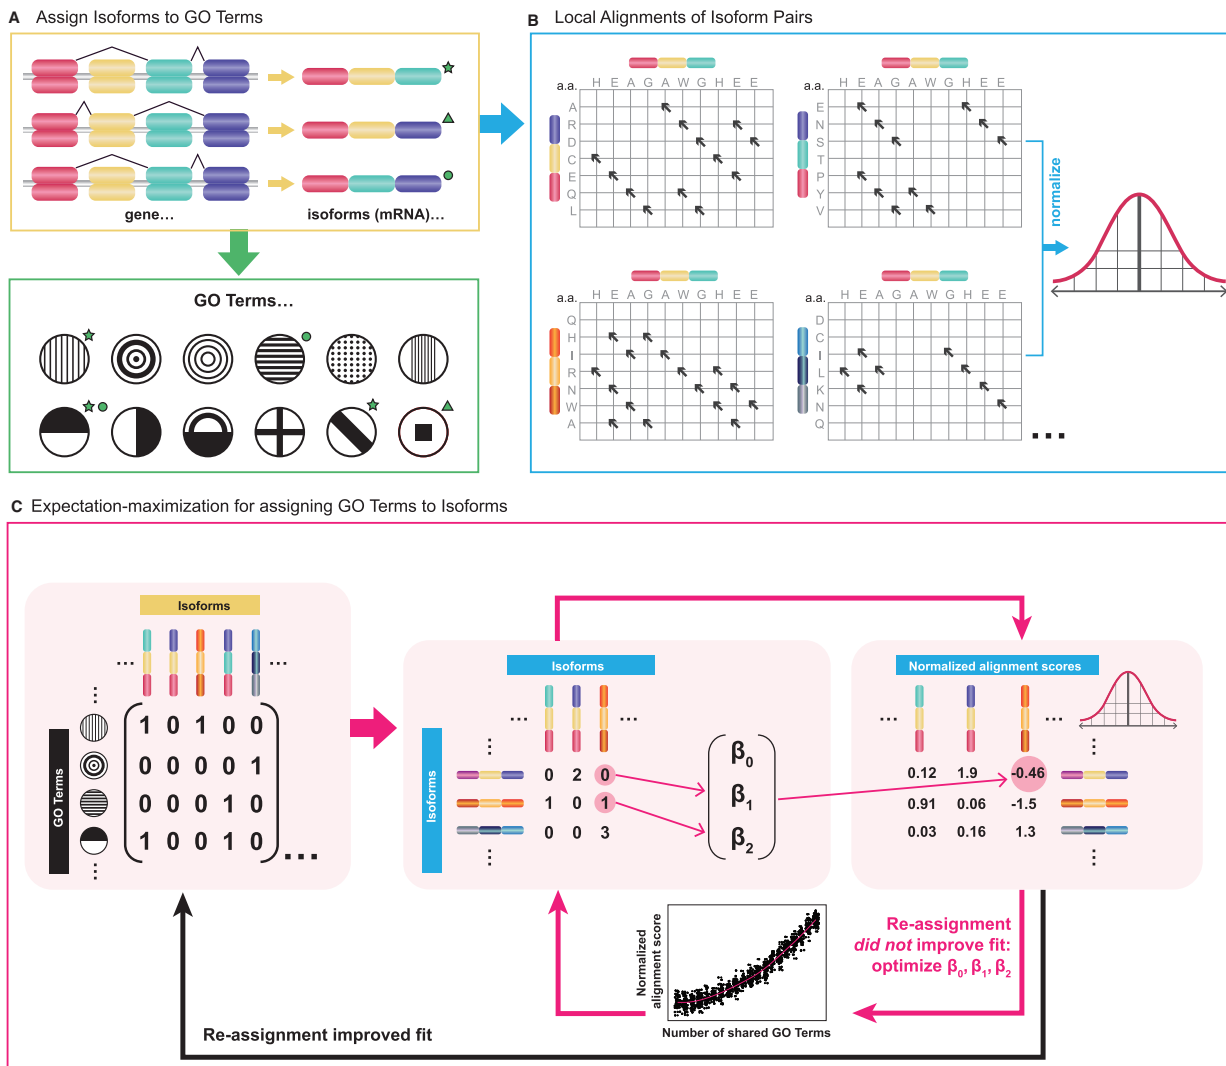 A Assign Isoforms to GO Terms
gene…
isoforms (mRNA)…
GO Terms…
B Local Alignments of Isoform Pairs
a.a. H E A G A W G H E E
A
R
D
C
E
Q
L
a.a. H E A G A W G H E E
E
N
S
T
P
Y
V
normalize
a.a. H E A G A W G H E E
Q
H
I
R
N
W
A
a.a. H E A G A W G H E E
D
C
I
L
K
N
Q
...
C Expectation-maximization for assigning GO Terms to Isoforms
Isoforms
... ...
...
GO Terms
1 0 1 0 0
0 0 0 0 1
0 0 0 1 0
1 0 0 1 0
...
...
Isoforms
... ...
Isoforms
...
0 2 0
1 0 1
0 0 3
...
β0
β1
β2
Normalized alignment scores
... ...
...
0.12 1.9 -0.46
0.91 0.06 -1.5
0.03 0.16 1.3
...
Re-assignment
did not improve fit:
optimize β0, β1, β2
Normalized
alignment score
Number of shared GO Terms
Re-assignment improved fit